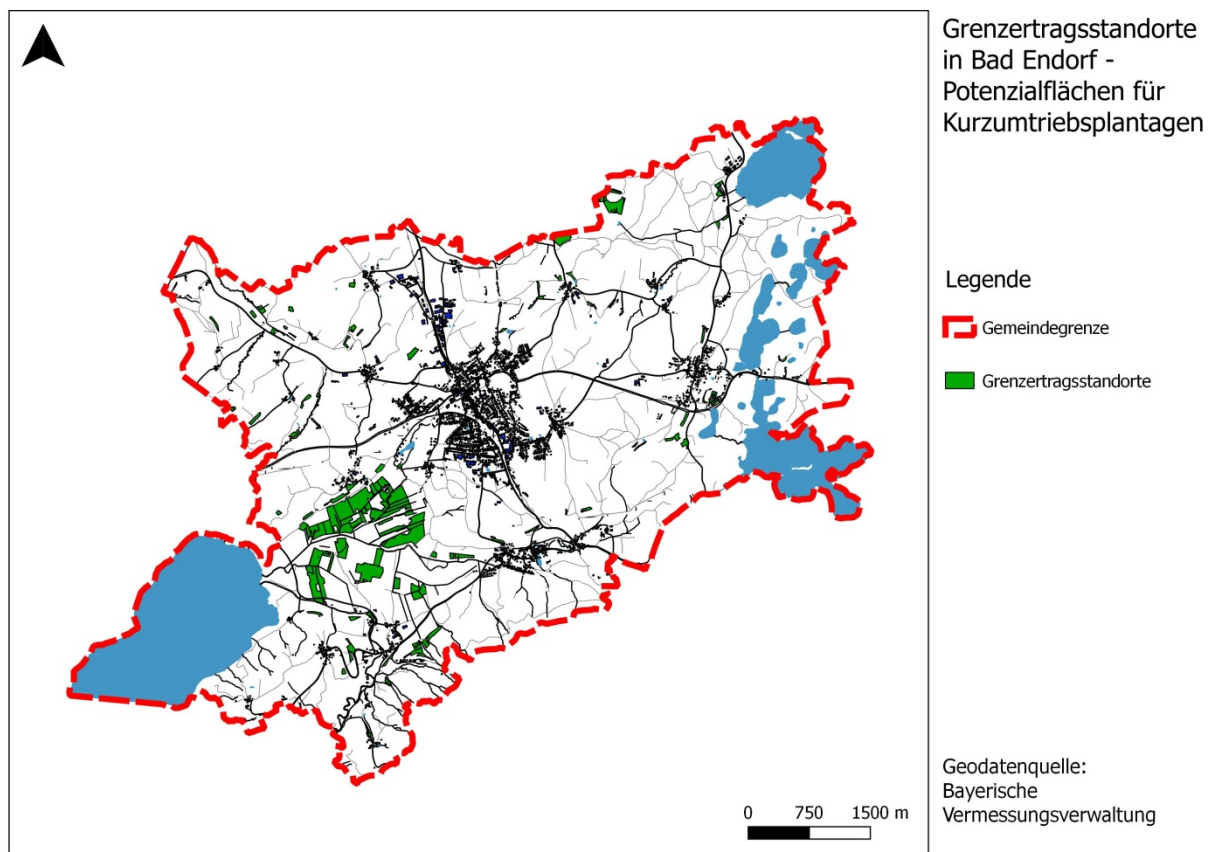 Grenzertragsstandorte
in Bad Endorf -
Potenzialflächen für
Kurzumtriebsplantagen
Legende
Gemeindegrenze
Grenzertragsstandorte
Geodatenquelle:
Bayerische
Vermessungsverwaltung
0 750 1500 m